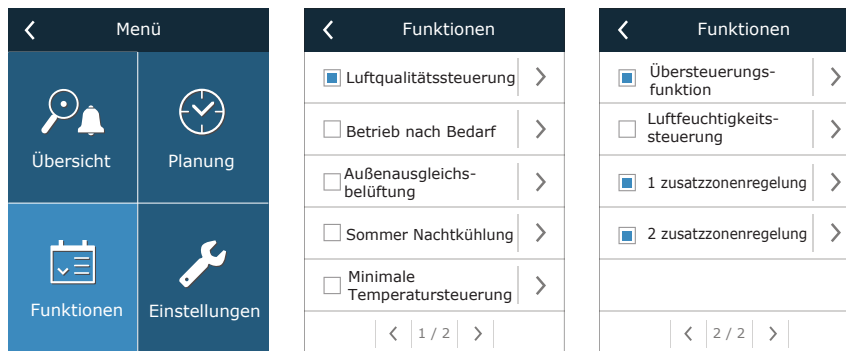 Menü
Übersicht
Planung
Funktionen
Einstellungen
Funktionen
Luftqualitätssteuerung
Betrieb nach Bedarf
Außenausgleichs-
belüftung
Sommer Nachtkühlung
Minimale
Temperatursteuerung
1 / 2
Funktionen
Übersteuerungs-
funktion
Luftfeuchtigkeits-
steuerung
1 zusatzzonenregelung
2 zusatzzonenregelung
2 / 2